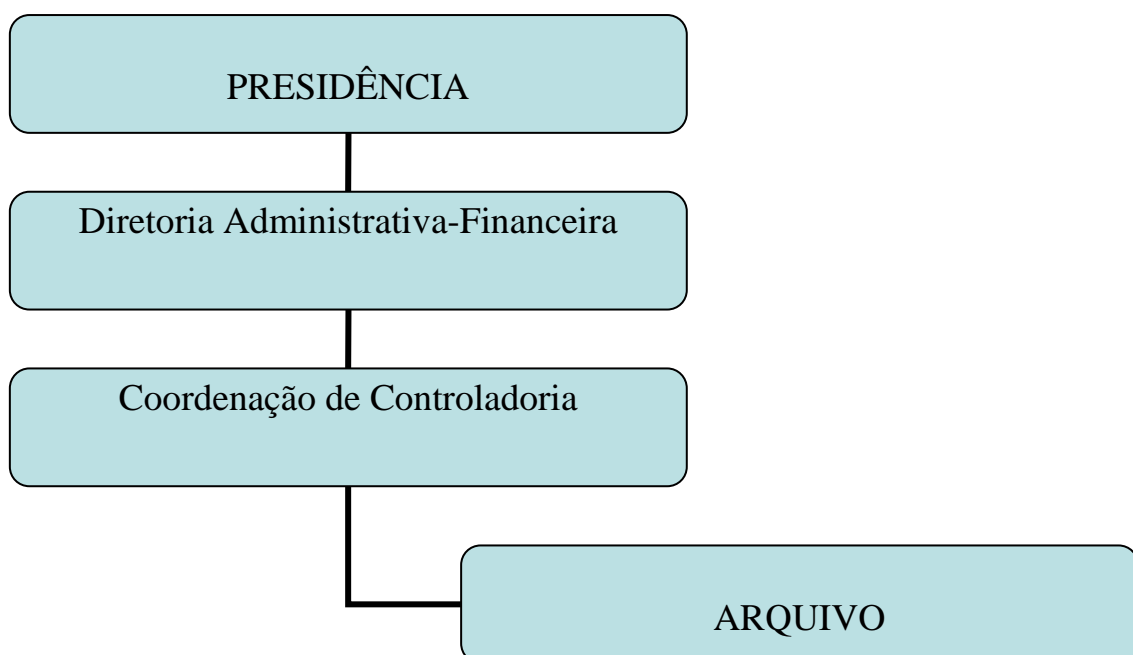 PRESIDÊNCIA
Diretoria Administrativa-Financeira
Coordenação de Controladoria
ARQUIVO